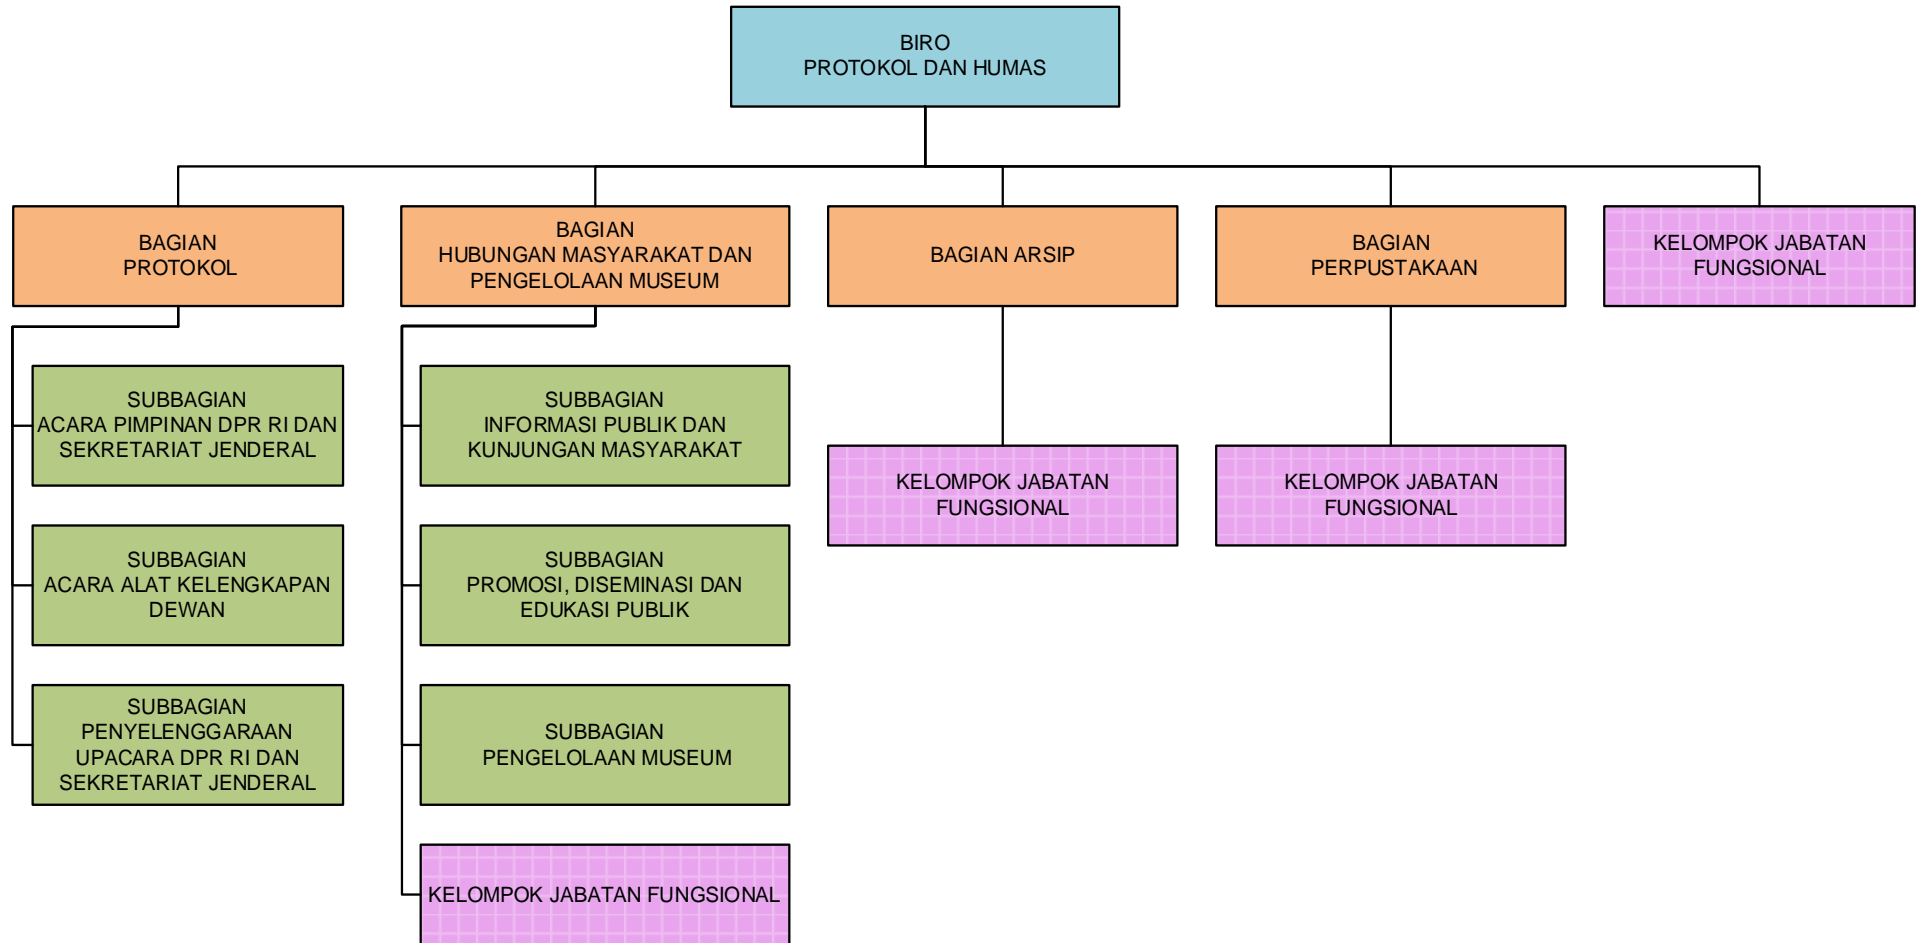 BIRO
PROTOKOL DAN HUMAS
BAGIAN
PROTOKOL
BAGIAN
HUBUNGAN MASYARAKAT DAN
PENGELOLAAN MUSEUM
BAGIAN ARSIP
BAGIAN
PERPUSTAKAAN
KELOMPOK JABATAN
FUNGSIONAL
SUBBAGIAN
ACARA PIMPINAN DPR RI DAN
SEKRETARIAT JENDERAL
SUBBAGIAN
INFORMASI PUBLIK DAN
KUNJUNGAN MASYARAKAT
KELOMPOK JABATAN
FUNGSIONAL
KELOMPOK JABATAN
FUNGSIONAL
SUBBAGIAN
ACARA ALAT KELENGKAPAN
DEWAN
SUBBAGIAN
PROMOSI, DISEMINASI DAN
EDUKASI PUBLIK
SUBBAGIAN
PENYELENGGARAAN
UPACARA DPR RI DAN
SEKRETARIAT JENDERAL
SUBBAGIAN
PENGELOLAAN MUSEUM
KELOMPOK JABATAN FUNGSIONAL